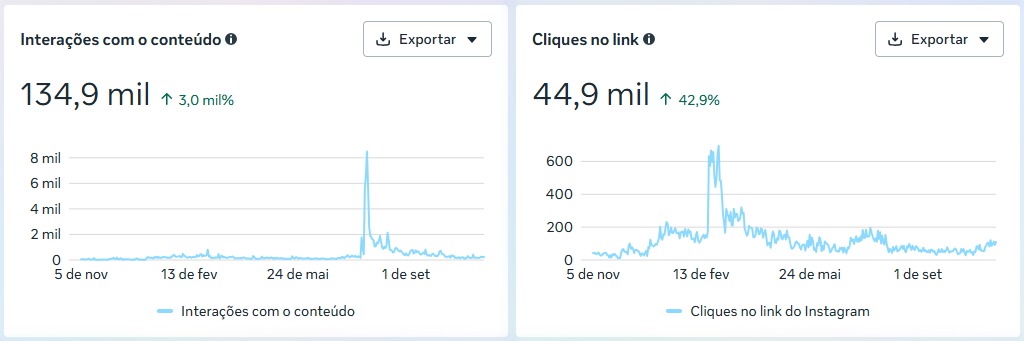 Interações com o conteúdo
Exportar
134,9 mil 3,0 mil%
8 mil
6 mil
4 mil
2 mil
0
5 de nov 13 de fev 24 de mai 1 de set
Interações com o conteúdo
Cliques no link
Exportar
44,9 mil 42,9%
600
400
200
0
5 de nov 13 de fev 24 de mai 1 de set
Cliques no link do Instagram